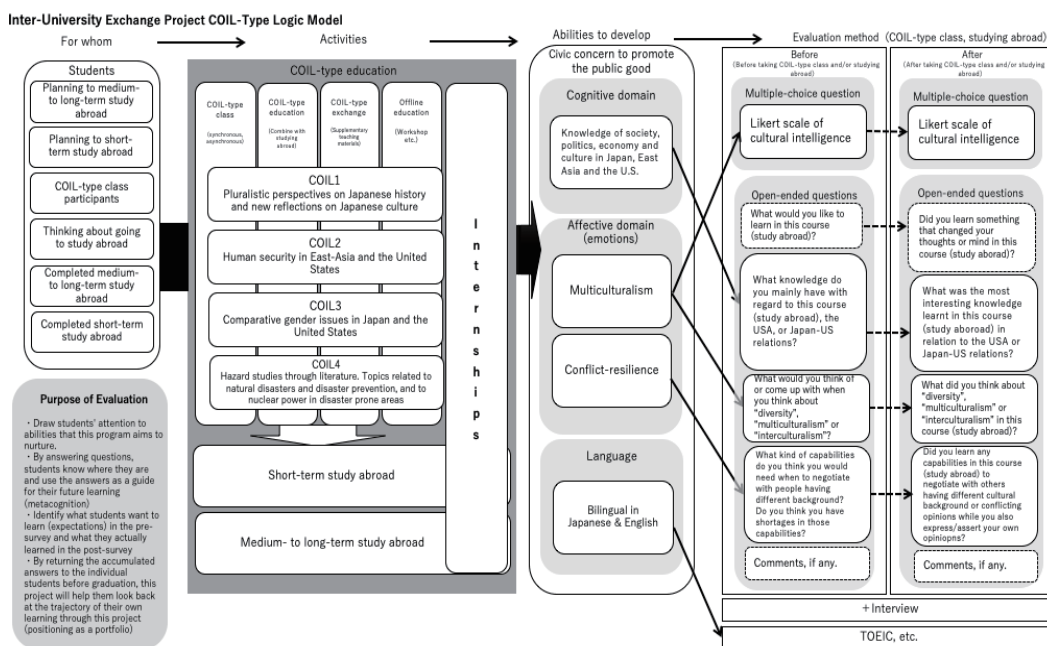 Inter-University Exchange Project COIL-Type Logic Model
For whom
Activities
Abilities to develop
Evaluation method (COIL-type class, studying abroad)
Students
Planning to medium-
to long-term study
abroad
Planning to short-
term study abroad
COIL-type class
participants
Thinking about going
to study abroad
Completed medium-
to long-term study
abroad
Completed short-term
study abroad
Purpose of Evaluation
・Draw students' attention to
abilities that this program aims to
nurture.
・By answering questions,
students know where they are
and use the answers as a guide
for their future learning
(metacognition)
・Identify what students want to
learn (expectations) in the pre-
survey and what they actually
learned in the post-survey
・By returning the accumulated
answers to the individual
students before graduation, this
project will help them look back
at the trajectory of their own
learning through this project
(positioning as a portfolio)
COIL-type education
COIL-type
class
(synchronous,
asynchronous)
COIL-type
education
(Combine with
studying
abroad)
COIL-type
exchange
(Supplementary
teaching
materials)
Offline
education
(Workshop
etc.)
COIL1
Pluralistic perspectives on Japanese history
and new reflections on Japanese culture
COIL2
Human security in East-Asia and the United
States
COIL3
Comparative gender issues in Japan and the
United States
COIL4
Hazard studies through literature. Topics related to
natural disasters and disaster prevention, and to
nuclear power in disaster prone areas
Short-term study abroad
Medium- to long-term study abroad
I
n
t
e
r
n
s
h
i
p
s
Civic concern to promote
the public good
Cognitive domain
Knowledge of society,
politics, economy and
culture in Japan, East
Asia and the U.S.
Affective domain
(emotions)
Multiculturalism
Conflict-resilience
Language
Bilingual in
Japanese & English
Before
(Before taking COIL-type class and/or studying
abroad)
Multiple-choice question
Likert scale of
cultural intelligence
Open-ended questions
What would you like to
learn in this course
(study abroad)?
What knowledge do
you mainly have with
regard to this course
(study abroad), the
USA, or Japan-US
relations?
What would you think of
or come up with when
you think about
"diversity",
"multiculturalism" or
"interculturalism"?
What kind of capabilities
do you think you would
need when to negotiate
with people having
different background?
Do you think you have
shortages in those
capabilities?
Comments, if any.
After
(After taking COIL-type class and/or studying
abroad)
Multiple-choice question
Likert scale of
cultural intelligence
Open-ended questions
Did you learn something
that changed your
thoughts or mind in this
course (study abroad)?
What was the most
interesting knowledge
learnt in this course
(study abroad) in
relation to the USA or
Japan-US relations?
What did you think about
"diversity",
"multiculturalism" or
"interculturalism" in this
course (study abroad)?
Did you learn any
capabilities in this course
(study abroad) to
negotiate with others
having different cultural
background or conflicting
opinions while you also
express/assert your own
opiniopns?
Comments, if any.
+Interview
TOEIC, etc.